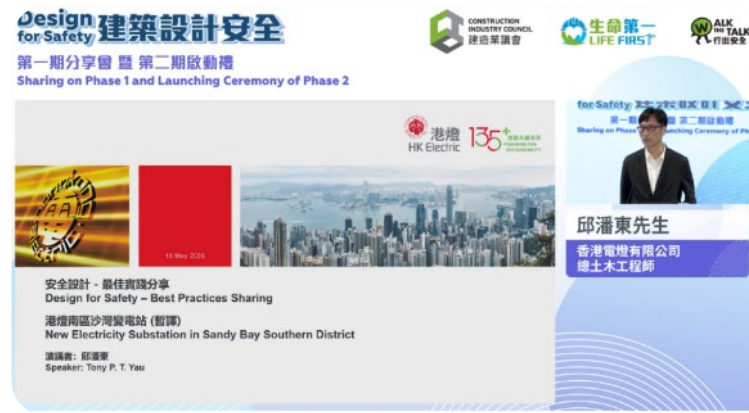 Design
for Safety 建築設計安全
第一期分享會 暨 第二期啟動禮
Sharing on Phase 1 and Launching Ceremony of Phase 2
CONSTRUCTION
INDUSTRY COUNCIL
建造業議會
生命第一
LIFE FIRST
WALK
THE TALK
行出安全
港燈
HK Electric
135
安全設計 - 最佳實踐分享
Design for Safety – Best Practices Sharing
港燈南區沙灣變電站 (暫譯)
New Electricity Substation in Sandy Bay Southern District
演講者: 邱潘東
Speaker: Tony P. T. Yau
for Safety
邱潘東先生
香港電燈有限公司
總土木工程師